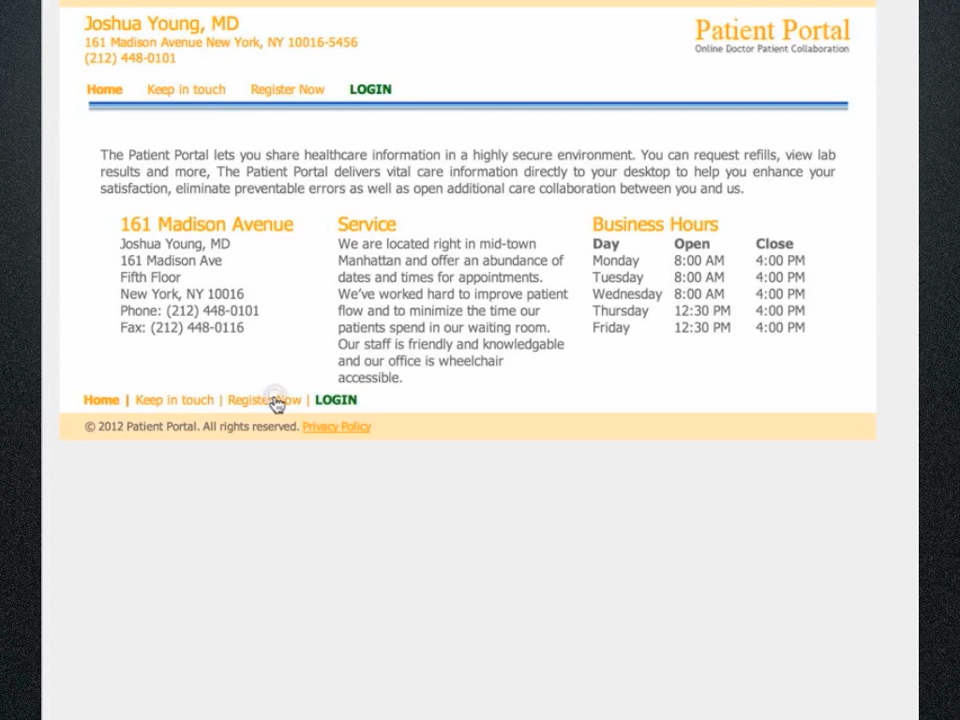 Joshua Young, MD
161 Madison Avenue New York, NY 10016-5456
(212) 448-0101
Patient Portal
Online Doctor Patient Collaboration
Home Keep in touch Register Now LOGIN
The Patient Portal lets you share healthcare information in a highly secure environment. You can request refills, view lab
results and more, The Patient Portal delivers vital care information directly to your desktop to help you enhance your
satisfaction, eliminate preventable errors as well as open additional care collaboration between you and us.
161 Madison Avenue
Joshua Young, MD
161 Madison Ave
Fifth Floor
New York, NY 10016
Phone: (212) 448-0101
Fax: (212) 448-0116
Service
We are located right in mid-town
Manhattan and offer an abundance of
dates and times for appointments.
We've worked hard to improve patient
flow and to minimize the time our
patients spend in our waiting room.
Our staff is friendly and knowledgable
and our office is wheelchair
accessible.
Business Hours
Day Open Close
Monday 8:00 AM 4:00 PM
Tuesday 8:00 AM 4:00 PM
Wednesday 8:00 AM 4:00 PM
Thursday 12:30 PM 4:00 PM
Friday 12:30 PM 4:00 PM
Home | Keep in touch | Register Now | LOGIN
© 2012 Patient Portal. All rights reserved. Privacy Policy